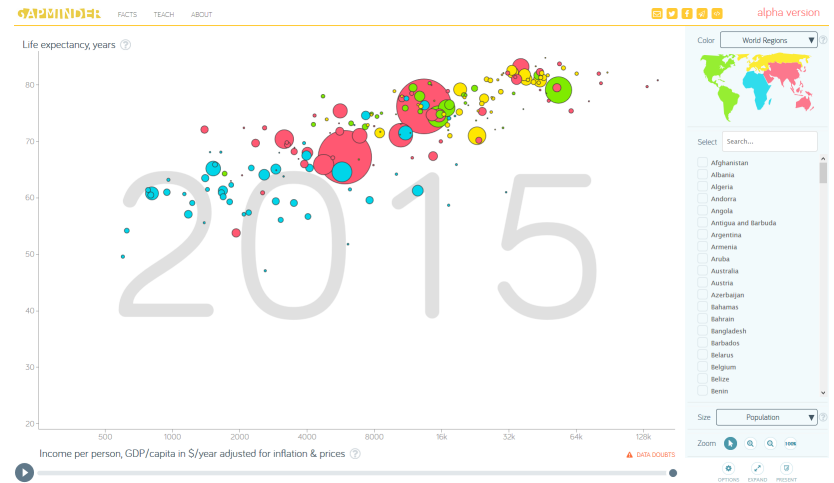 GAPMINDER
FACTS TEACH ABOUT
alpha version
Life expectancy, years ?
80
70
60
50
40
30
20
2015
500 1000 2000 4000 8000 16k 32k 64k 128k
Income per person, GDP/capita in $/year adjusted for inflation & prices ?
DATA DOUBTS
Color World Regions ?
Select Search...
Afghanistan
Albania
Algeria
Andorra
Angola
Antigua and Barbuda
Argentina
Armenia
Aruba
Australia
Austria
Azerbaijan
Bahamas
Bahrain
Bangladesh
Barbados
Belarus
Belgium
Belize
Benin
Size Population ?
Zoom 100%
OPTIONS EXPAND PRESENT